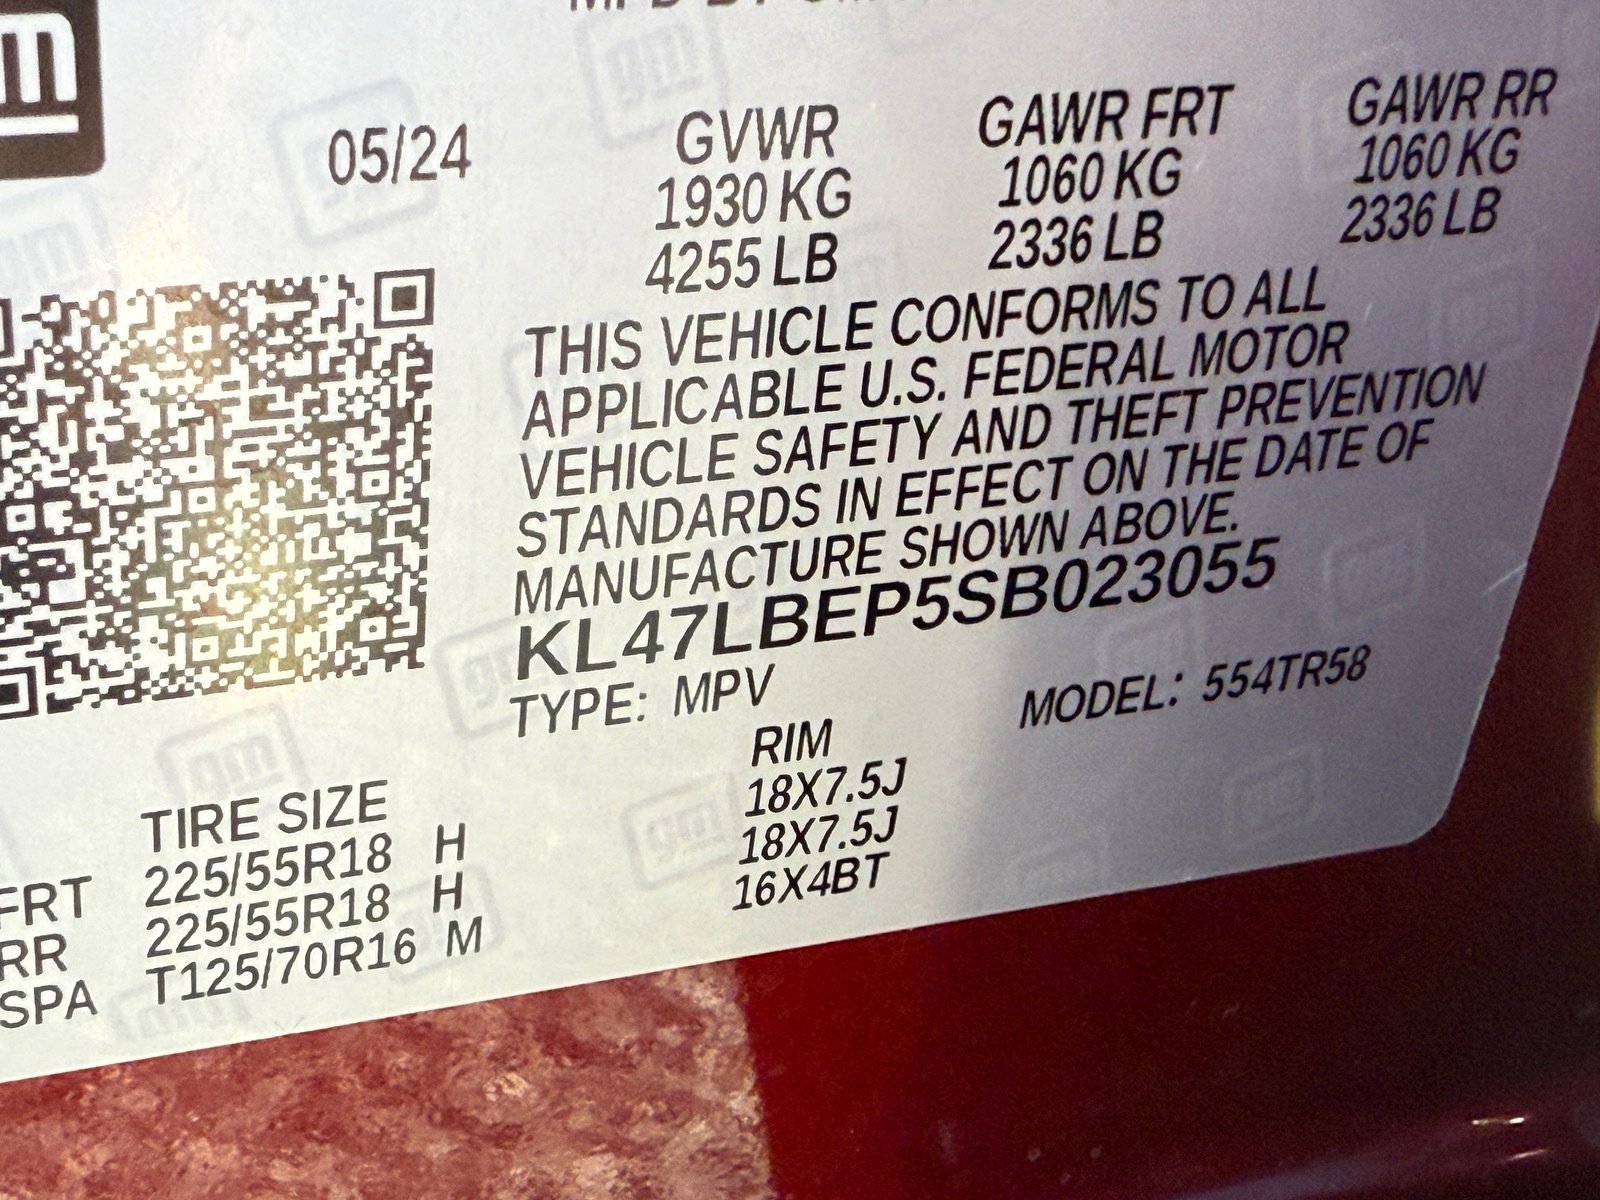 gm
05/24
GVWR
1930 KG
4255 LB
GAWR FRT
1060 KG
2336 LB
GAWR RR
1060 KG
2336 LB
THIS VEHICLE CONFORMS TO ALL
APPLICABLE U.S. FEDERAL MOTOR
VEHICLE SAFETY AND THEFT PREVENTION
STANDARDS IN EFFECT ON THE DATE OF
MANUFACTURE SHOWN ABOVE.
KL47LBEP5SB023055
TYPE: MPV MODEL: 554TR58
TIRE SIZE RIM
FRT 225/55R18 H 18X7.5J
RR 225/55R18 H 18X7.5J
SPA T125/70R16 M 16X4BT